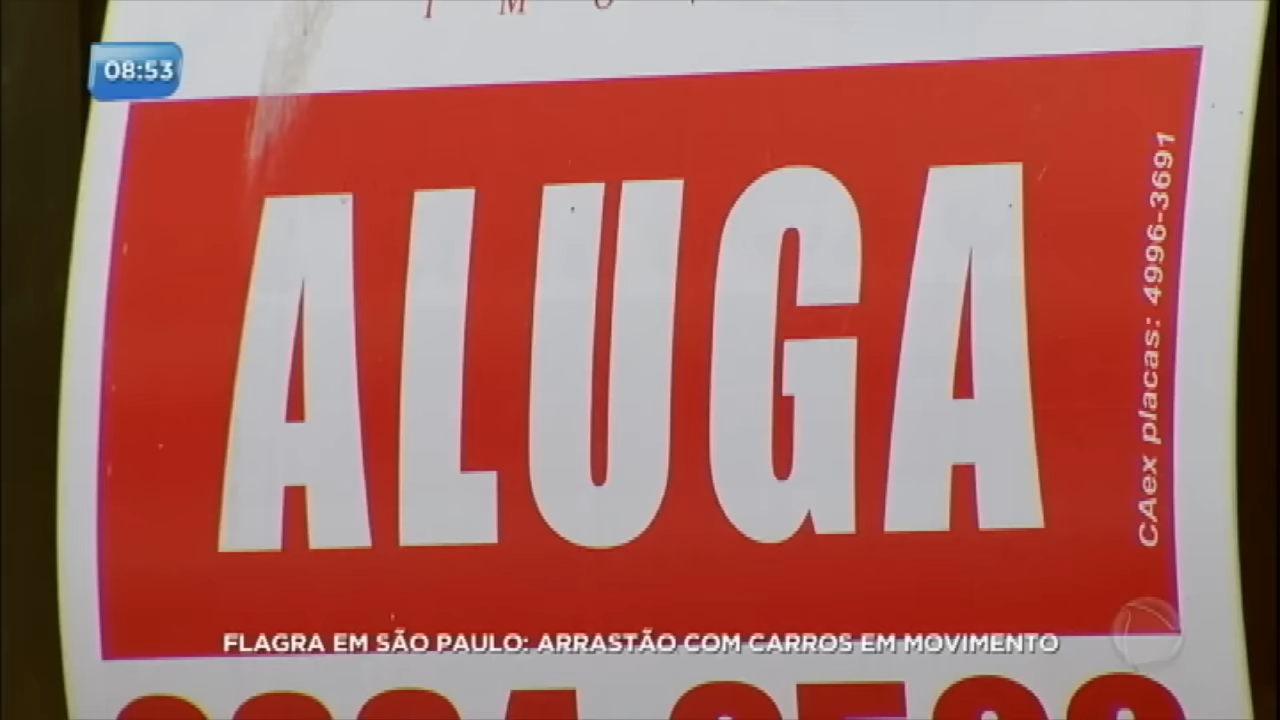 08:53
ALUGA
CAex placas: 4996-3691
FLAGRA EM SÃO PAULO: ARRASTÃO COM CARROS EM MOVIMENTO